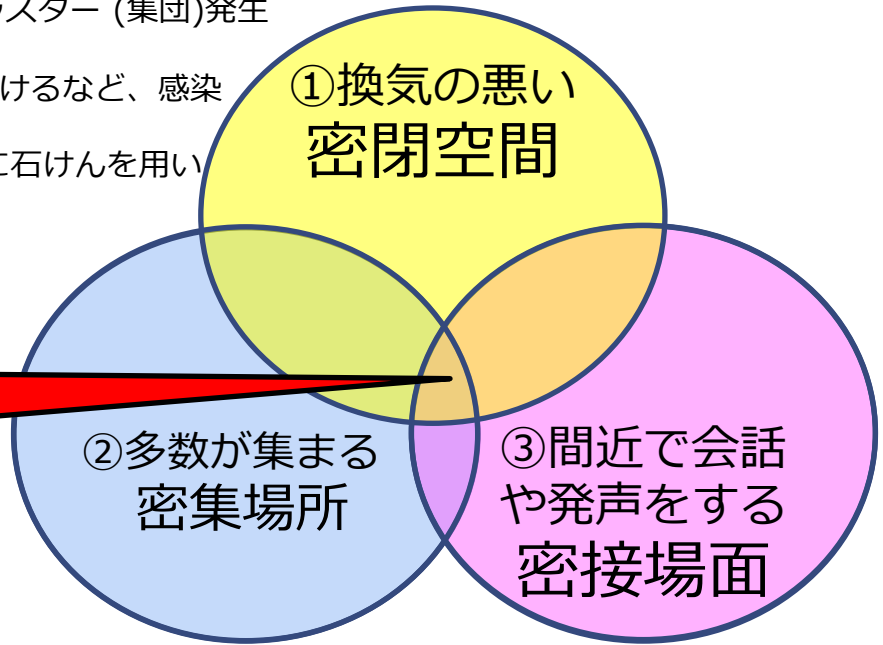 スター (集団)発生
けるなど、感染
に石けんを用い
①換気の悪い
密閉空間
②多数が集まる
密集場所
③間近で会話
や発声をする
密接場面